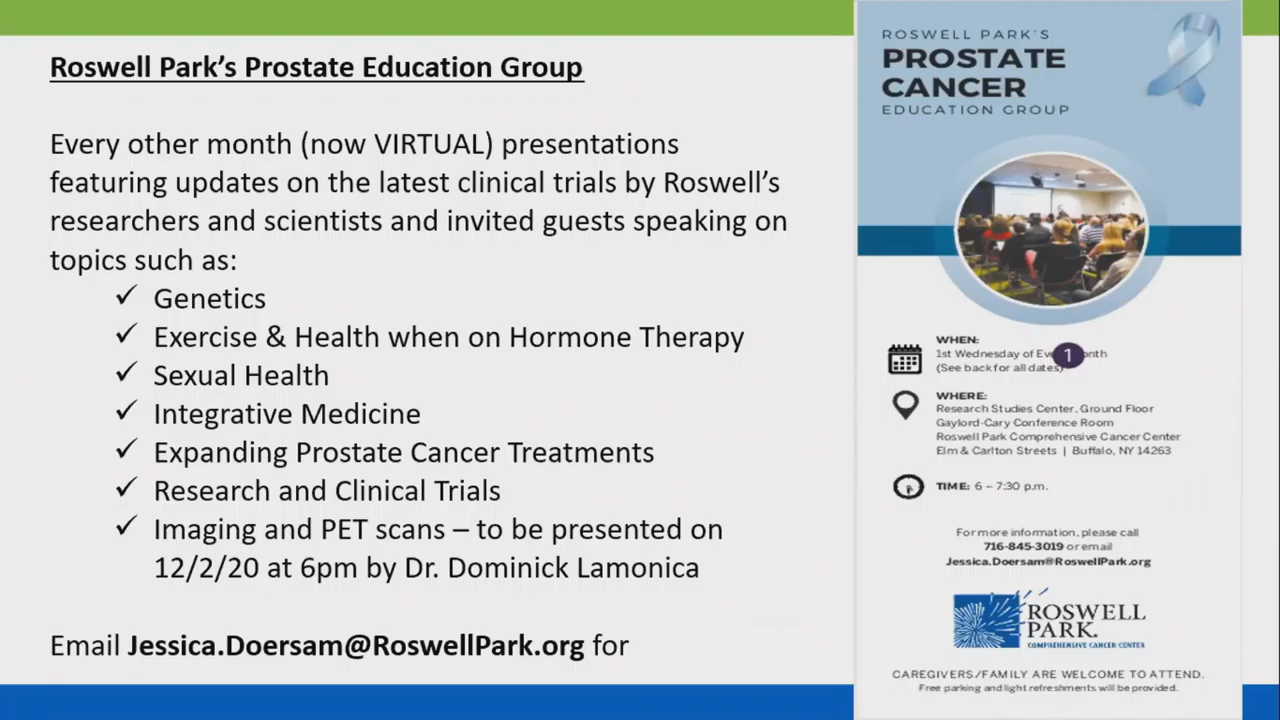 Roswell Park’s Prostate Education Group
Every other month (now VIRTUAL) presentations
featuring updates on the latest clinical trials by Roswell’s
researchers and scientists and invited guests speaking on
topics such as:
✓ Genetics
✓ Exercise & Health when on Hormone Therapy
✓ Sexual Health
✓ Integrative Medicine
✓ Expanding Prostate Cancer Treatments
✓ Research and Clinical Trials
✓ Imaging and PET scans – to be presented on
12/2/20 at 6pm by Dr. Dominick Lamonica
Email Jessica.Doersam@RoswellPark.org for
ROSWELL PARK'S
PROSTATE
CANCER
EDUCATION GROUP
WHEN:
1st Wednesday of
1
(See back for all dates)
WHERE:
Research Studies Center, Ground Floor
Gaylord-Cary Conference Room
Roswell Park Comprehensive Cancer Center
Elm & Carlton Streets | Buffalo, NY 14263
TIME: 6 – 7:30 p.m.
For more information, please call
716-845-3019 or email
Jessica.Doersam@RoswellPark.org
ROSWELL
PARK.
COMPREHENSIVE CANCER CENTER
CAREGIVERS/FAMILY ARE WELCOME TO ATTEND.
Free parking and light refreshments will be provided.